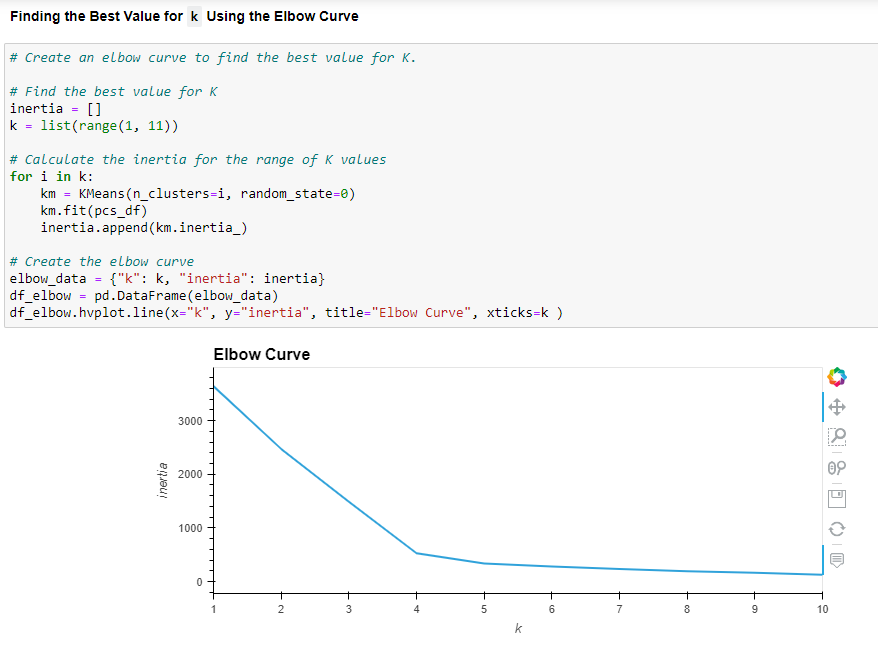 Finding the Best Value for k Using the Elbow Curve
# Create an elbow curve to find the best value for K.
# Find the best value for K
inertia = []
k = list(range(1, 11))
# Calculate the inertia for the range of K values
for i in k:
    km = KMeans(n_clusters=i, random_state=0)
    km.fit(pcs_df)
    inertia.append(km.inertia_)
# Create the elbow curve
elbow_data = {"k": k, "inertia": inertia}
df_elbow = pd.DataFrame(elbow_data)
df_elbow.hvplot.line(x="k", y="inertia", title="Elbow Curve", xticks=k )
Elbow Curve
3000
2000
1000
0
inertia
1 2 3 4 5 6 7 8 9 10
k